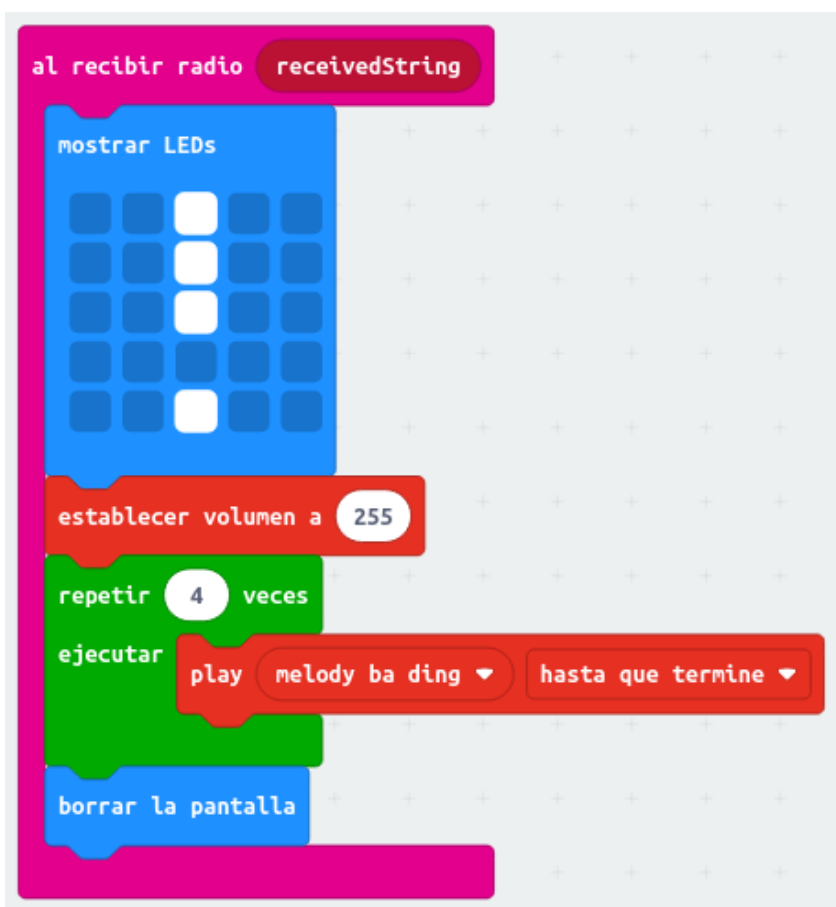 al recibir radio receivedString
mostrar LEDs
establecer volumen a 255
repetir 4 veces
ejecutar play melody ba ding hasta que termine
borrar la pantalla